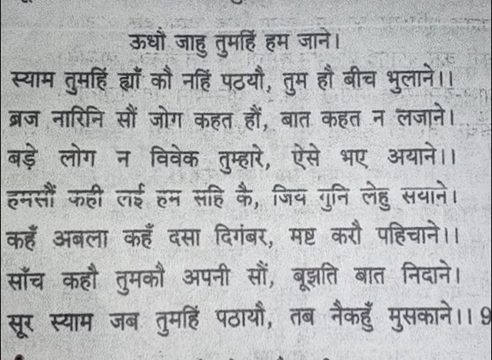 ऊधौ जाहु तुमहिं हम जाने।
स्याम तुमहिं ह्याँ कौ नहिं पठयौ, तुम हौ बीच भुलाने।।
ब्रज नारिनि सौं जोग कहत हौं, बात कहत न लजाने।
बड़े लोग न विवेक तुम्हारे, ऐसे भए अयाने।।
हमसौं कही लई हम सहि कै, जिय गुनि लेहु सयाने।
कहँ अबला कहँ दसा दिगंबर, मष्ट करौ पहिचाने।।
साँच कहौ तुमकौ अपनी सौं, बूझति बात निदाने।
सूर स्याम जब तुमहिं पठायौ, तब नैकहुँ मुसकाने।। 9